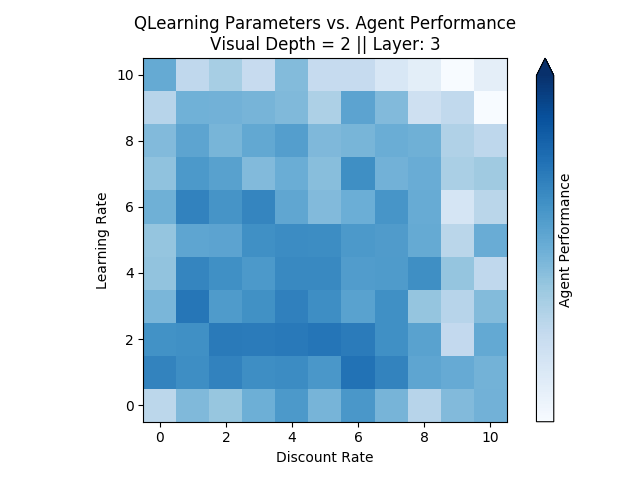 QLearning Parameters vs. Agent Performance
Visual Depth = 2 || Layer: 3
10
8
6
4
2
0
Learning Rate
0 2 4 6 8 10
Discount Rate
Agent Performance